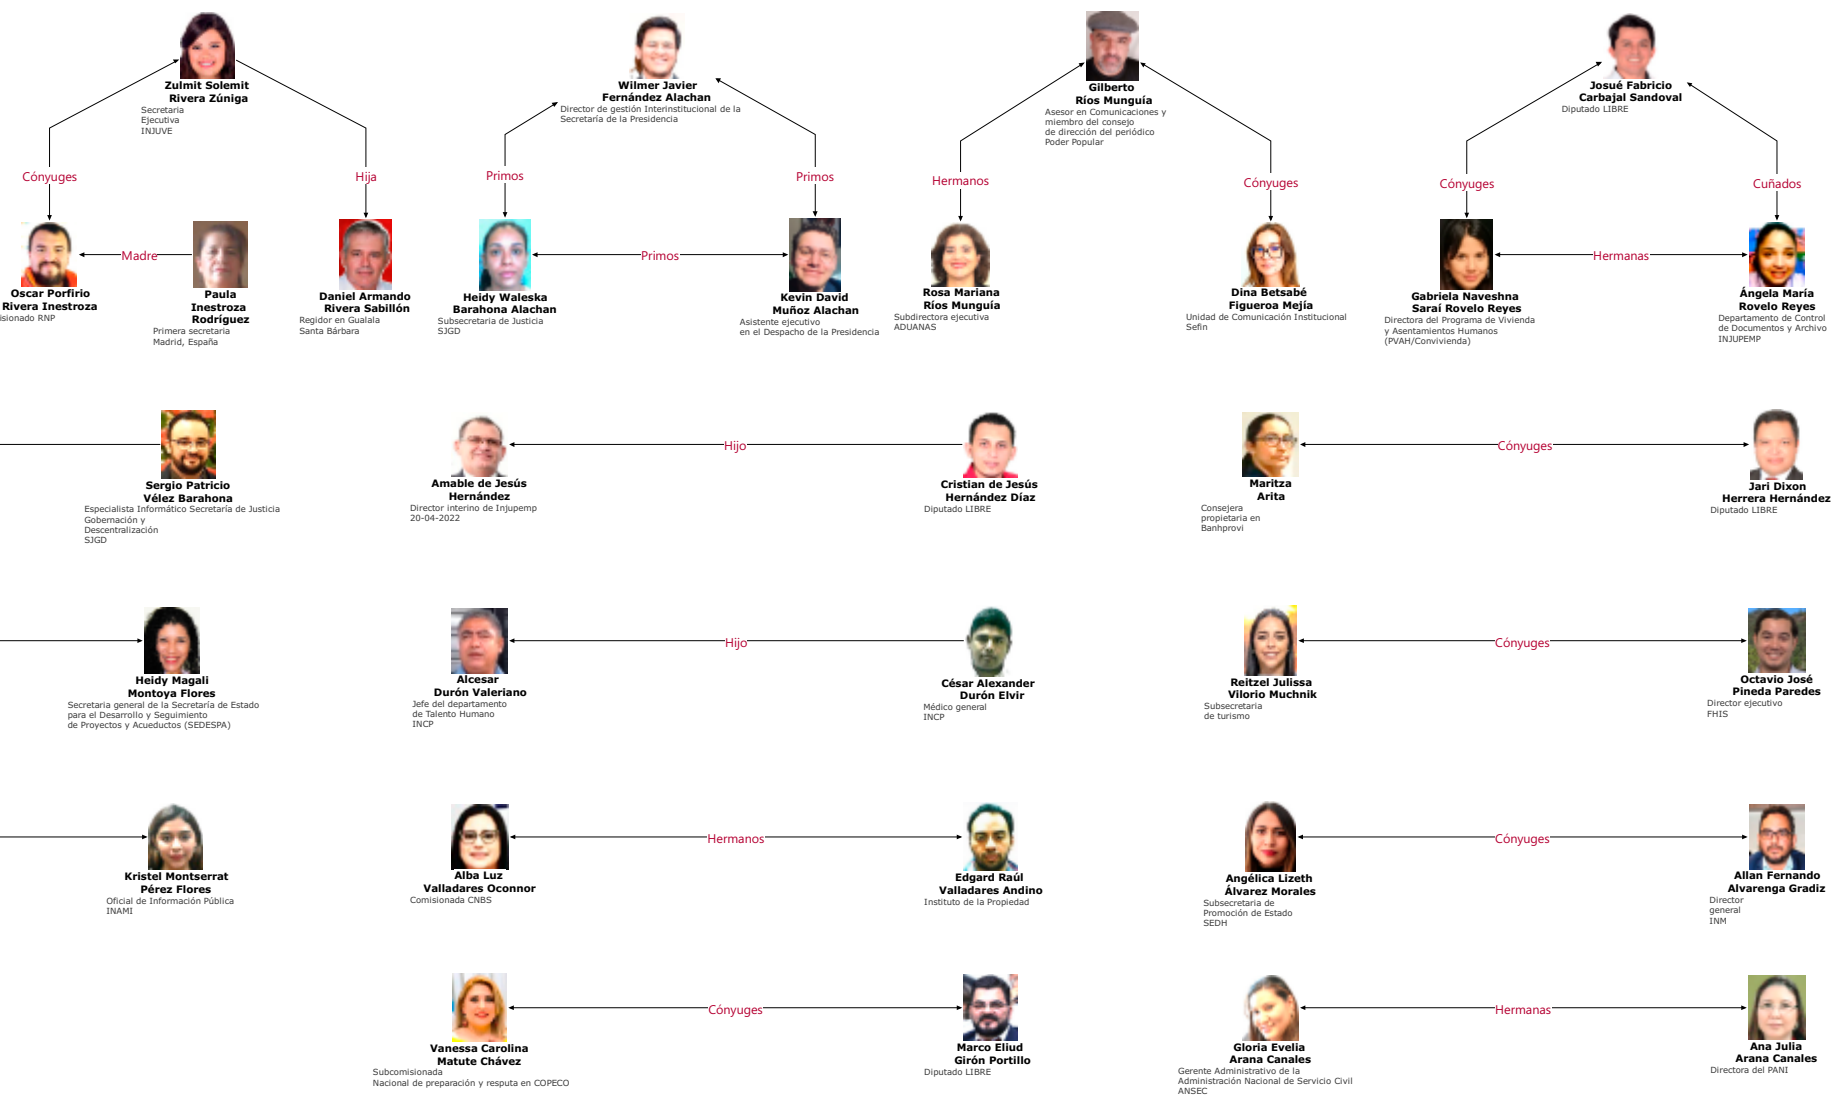 Zulmit Solemit
Rivera Zúniga
Secretaria
Ejecutiva
INJUVE
Wilmer Javier
Fernández Alachan
Director de gestión Interinstitucional de la
Secretaría de la Presidencia
Gilberto
Ríos Munguía
Asesor en Comunicaciones y
miembro del consejo
de dirección del periódico
Poder Popular
Josué Fabricio
Carbajal Sandoval
Diputado LIBRE
Cónyuges
Hija
Primos
Primos
Hermanos
Cónyuges
Cónyuges
Cuñados
Madre
Primos
Hermanas
Oscar Porfirio
Rivera Inestroza
isionado RNP
Paula
Inestroza
Rodríguez
Primera secretaria
Madrid, España
Daniel Armando
Rivera Sabillón
Regidor en Gualala
Santa Bárbara
Heidy Waleska
Barahona Alachan
Subsecretaria de Justicia
SJGD
Kevin David
Muñoz Alachan
Asistente ejecutivo
en el Despacho de la Presidencia
Rosa Mariana
Ríos Munguía
Subdirectora ejecutiva
ADUANAS
Dina Betsabé
Figueroa Mejía
Unidad de Comunicación Institucional
Sefin
Gabriela Naveshna
Saraí Rovelo Reyes
Directora del Programa de Vivienda
y Asentamientos Humanos
(PVAH/Convivienda)
Ángela María
Rovelo Reyes
Departamento de Control
de Documentos y Archivo
INJUPEMP
Hijo
Cónyuges
Sergio Patricio
Vélez Barahona
Especialista Informático Secretaría de Justicia
Gobernación y
Descentralización
SJGD
Amable de Jesús
Hernández
Director interino de Injupemp
20-04-2022
Cristian de Jesús
Hernández Díaz
Diputado LIBRE
Maritza
Arita
Consejera
propietaria en
Banhprovi
Jari Dixon
Herrera Hernández
Diputado LIBRE
Hijo
Cónyuges
Heidy Magali
Montoya Flores
Secretaria general de la Secretaría de Estado
para el Desarrollo y Seguimiento
de Proyectos y Acueductos (SEDESPA)
Alcesar
Durón Valeriano
Jefe del departamento
de Talento Humano
INCP
César Alexander
Durón Elvir
Médico general
INCP
Reitzel Julissa
Vilorio Muchnik
Subsecretaria
de turismo
Octavio José
Pineda Paredes
Director ejecutivo
FHIS
Hermanos
Cónyuges
Kristel Montserrat
Pérez Flores
Oficial de Información Pública
INAMI
Alba Luz
Valladares Oconnor
Comisionada CNBS
Edgard Raúl
Valladares Andino
Instituto de la Propiedad
Angélica Lizeth
Álvarez Morales
Subsecretaria de
Promoción de Estado
SEDH
Allan Fernando
Alvarenga Gradiz
Director
general
INM
Cónyuges
Hermanas
Vanessa Carolina
Matute Chávez
Subcomisionada
Nacional de preparación y resputa en COPECO
Marco Eliud
Girón Portillo
Diputado LIBRE
Gloria Evelia
Arana Canales
Gerente Administrativo de la
Administración Nacional de Servicio Civil
ANSEC
Ana Julia
Arana Canales
Directora del PANI